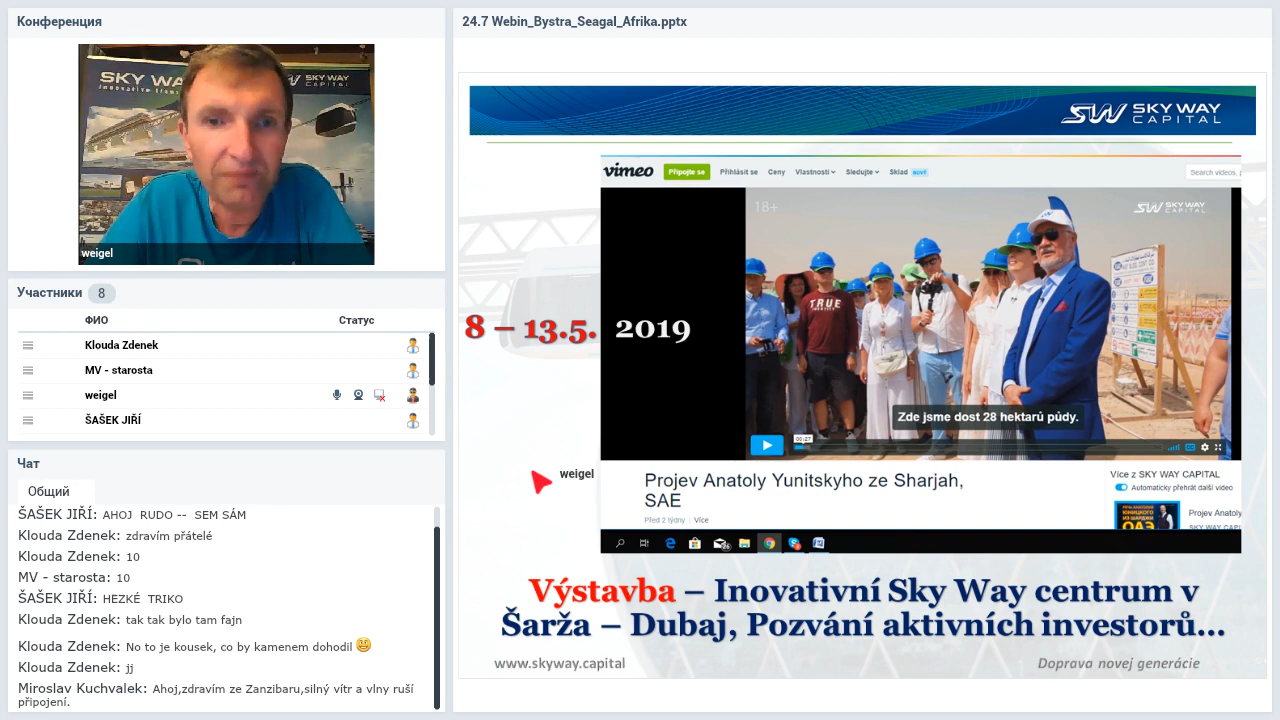 Конференция
SKY WAY
CAPITAL
weigel
Участники 8
ФИО Статус
Klouda Zdenek
MV - starosta
weigel
ŠAŠEK JIŘÍ
Чат
Общий
ŠAŠEK JIŘÍ: AHOJ RUDO -- SEM SÁM
Klouda Zdenek: zdravím přátelé
Klouda Zdenek: 10
MV - starosta: 10
ŠAŠEK JIŘÍ: HEZKÉ TRIKO
Klouda Zdenek: tak tak bylo tam fajn
Klouda Zdenek: No to je kousek, co by kamenem dohodil
Klouda Zdenek: jj
Miroslav Kuchvalek: Ahoj,zdravím ze Zanzibaru,silný vítr a vlny ruší
připojení.
24.7 Webin_Bystra_Seagal_Afrika.pptx
SW SKY WAY
CAPITAL
vimeo Připojte se Přihlásit se Ceny Vlastnosti Sledujte Sklad NOVÝ Search videos,
18+
SW SKY WAY
CAPITAL
TRUE
8 – 13.5. 2019
Zde jsme dost 28 hektarů půdy.
00:27
weigel
Projev Anatoly Yunitskyho ze Sharjah,
SAE
Před 2 týdny | Více
Více z SKY WAY CAPITAL
Automaticky přehrát další video
Projev Anatoly
SKY WAY CAPI
Výstavba – Inovativní Sky Way centrum v
Šarža – Dubaj, Pozvání aktivních investorů...
www.skyway.capital
Doprava novej generácie